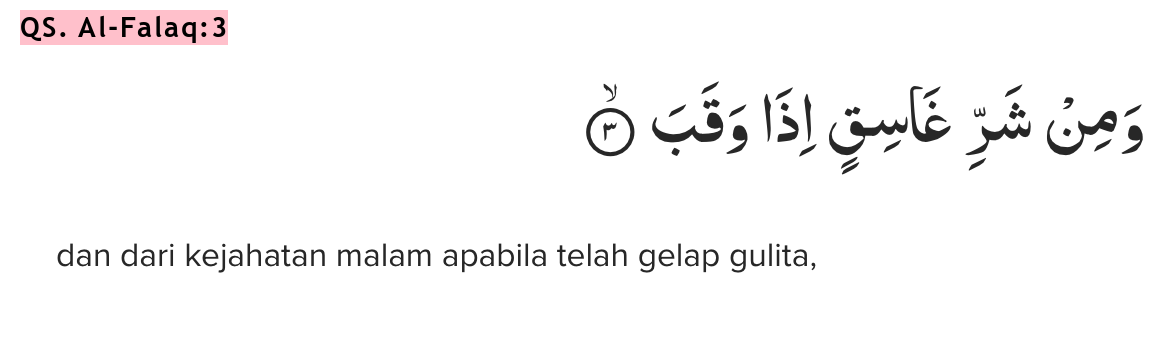 QS. Al-Falaq:3
وَمِنْ شَرِّ غَاسِقٍ اِذَا وَقَبَۙ ٣
dan dari kejahatan malam apabila telah gelap gulita,